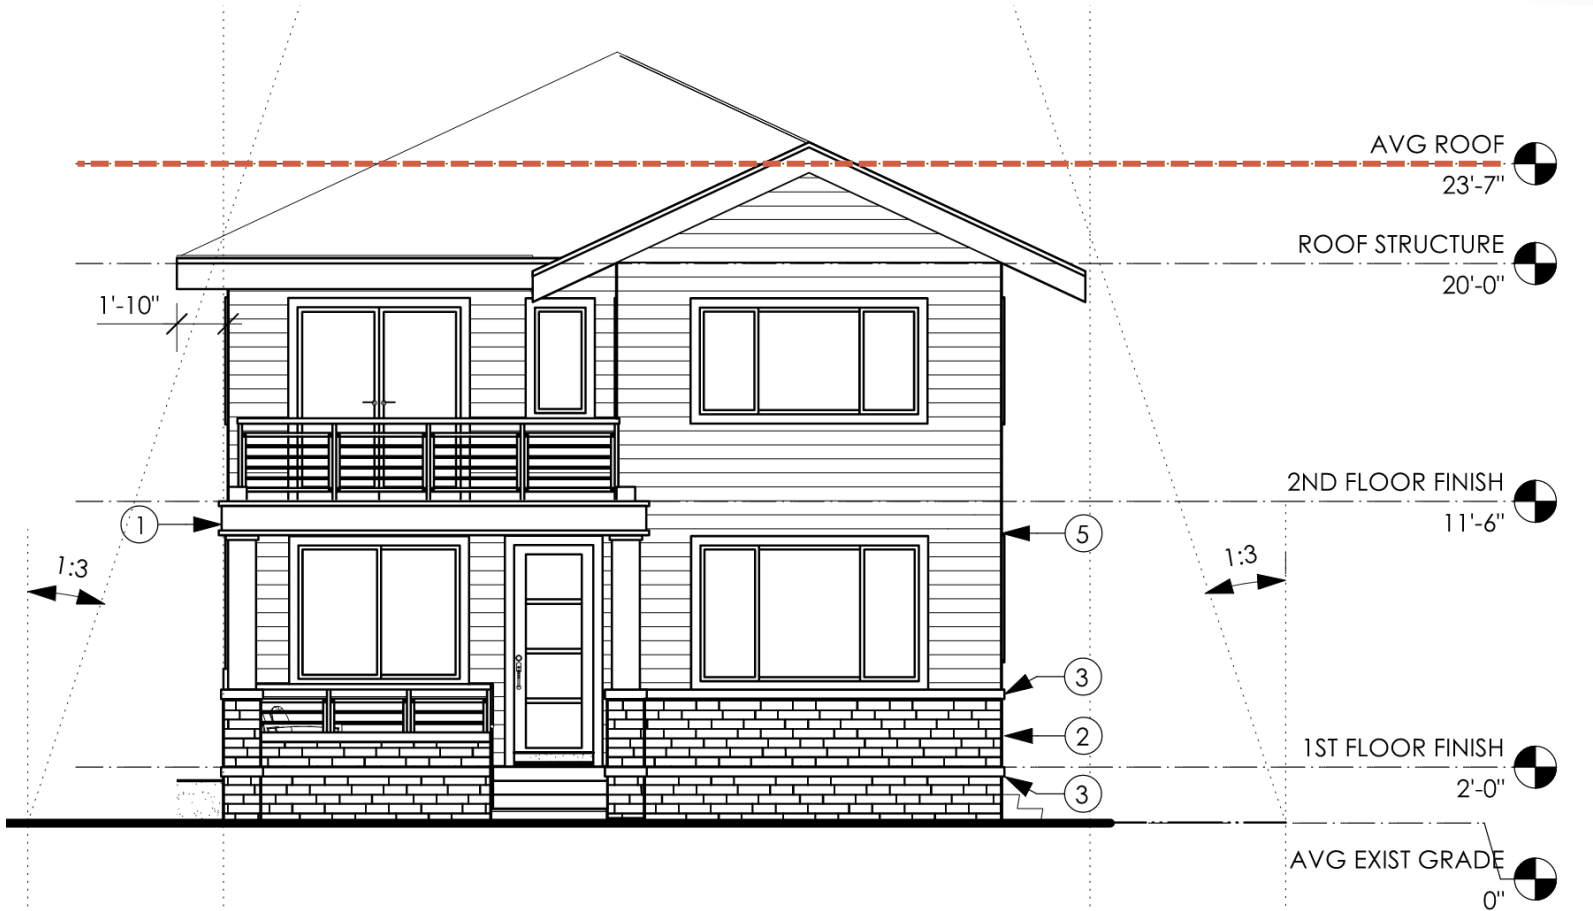 AVG ROOF
23'-7"
ROOF STRUCTURE
20'-0"
1'-10"
2ND FLOOR FINISH
11'-6"
1
5
1:3
1:3
3
2
1ST FLOOR FINISH
2'-0"
3
AVG EXIST GRADE
0"